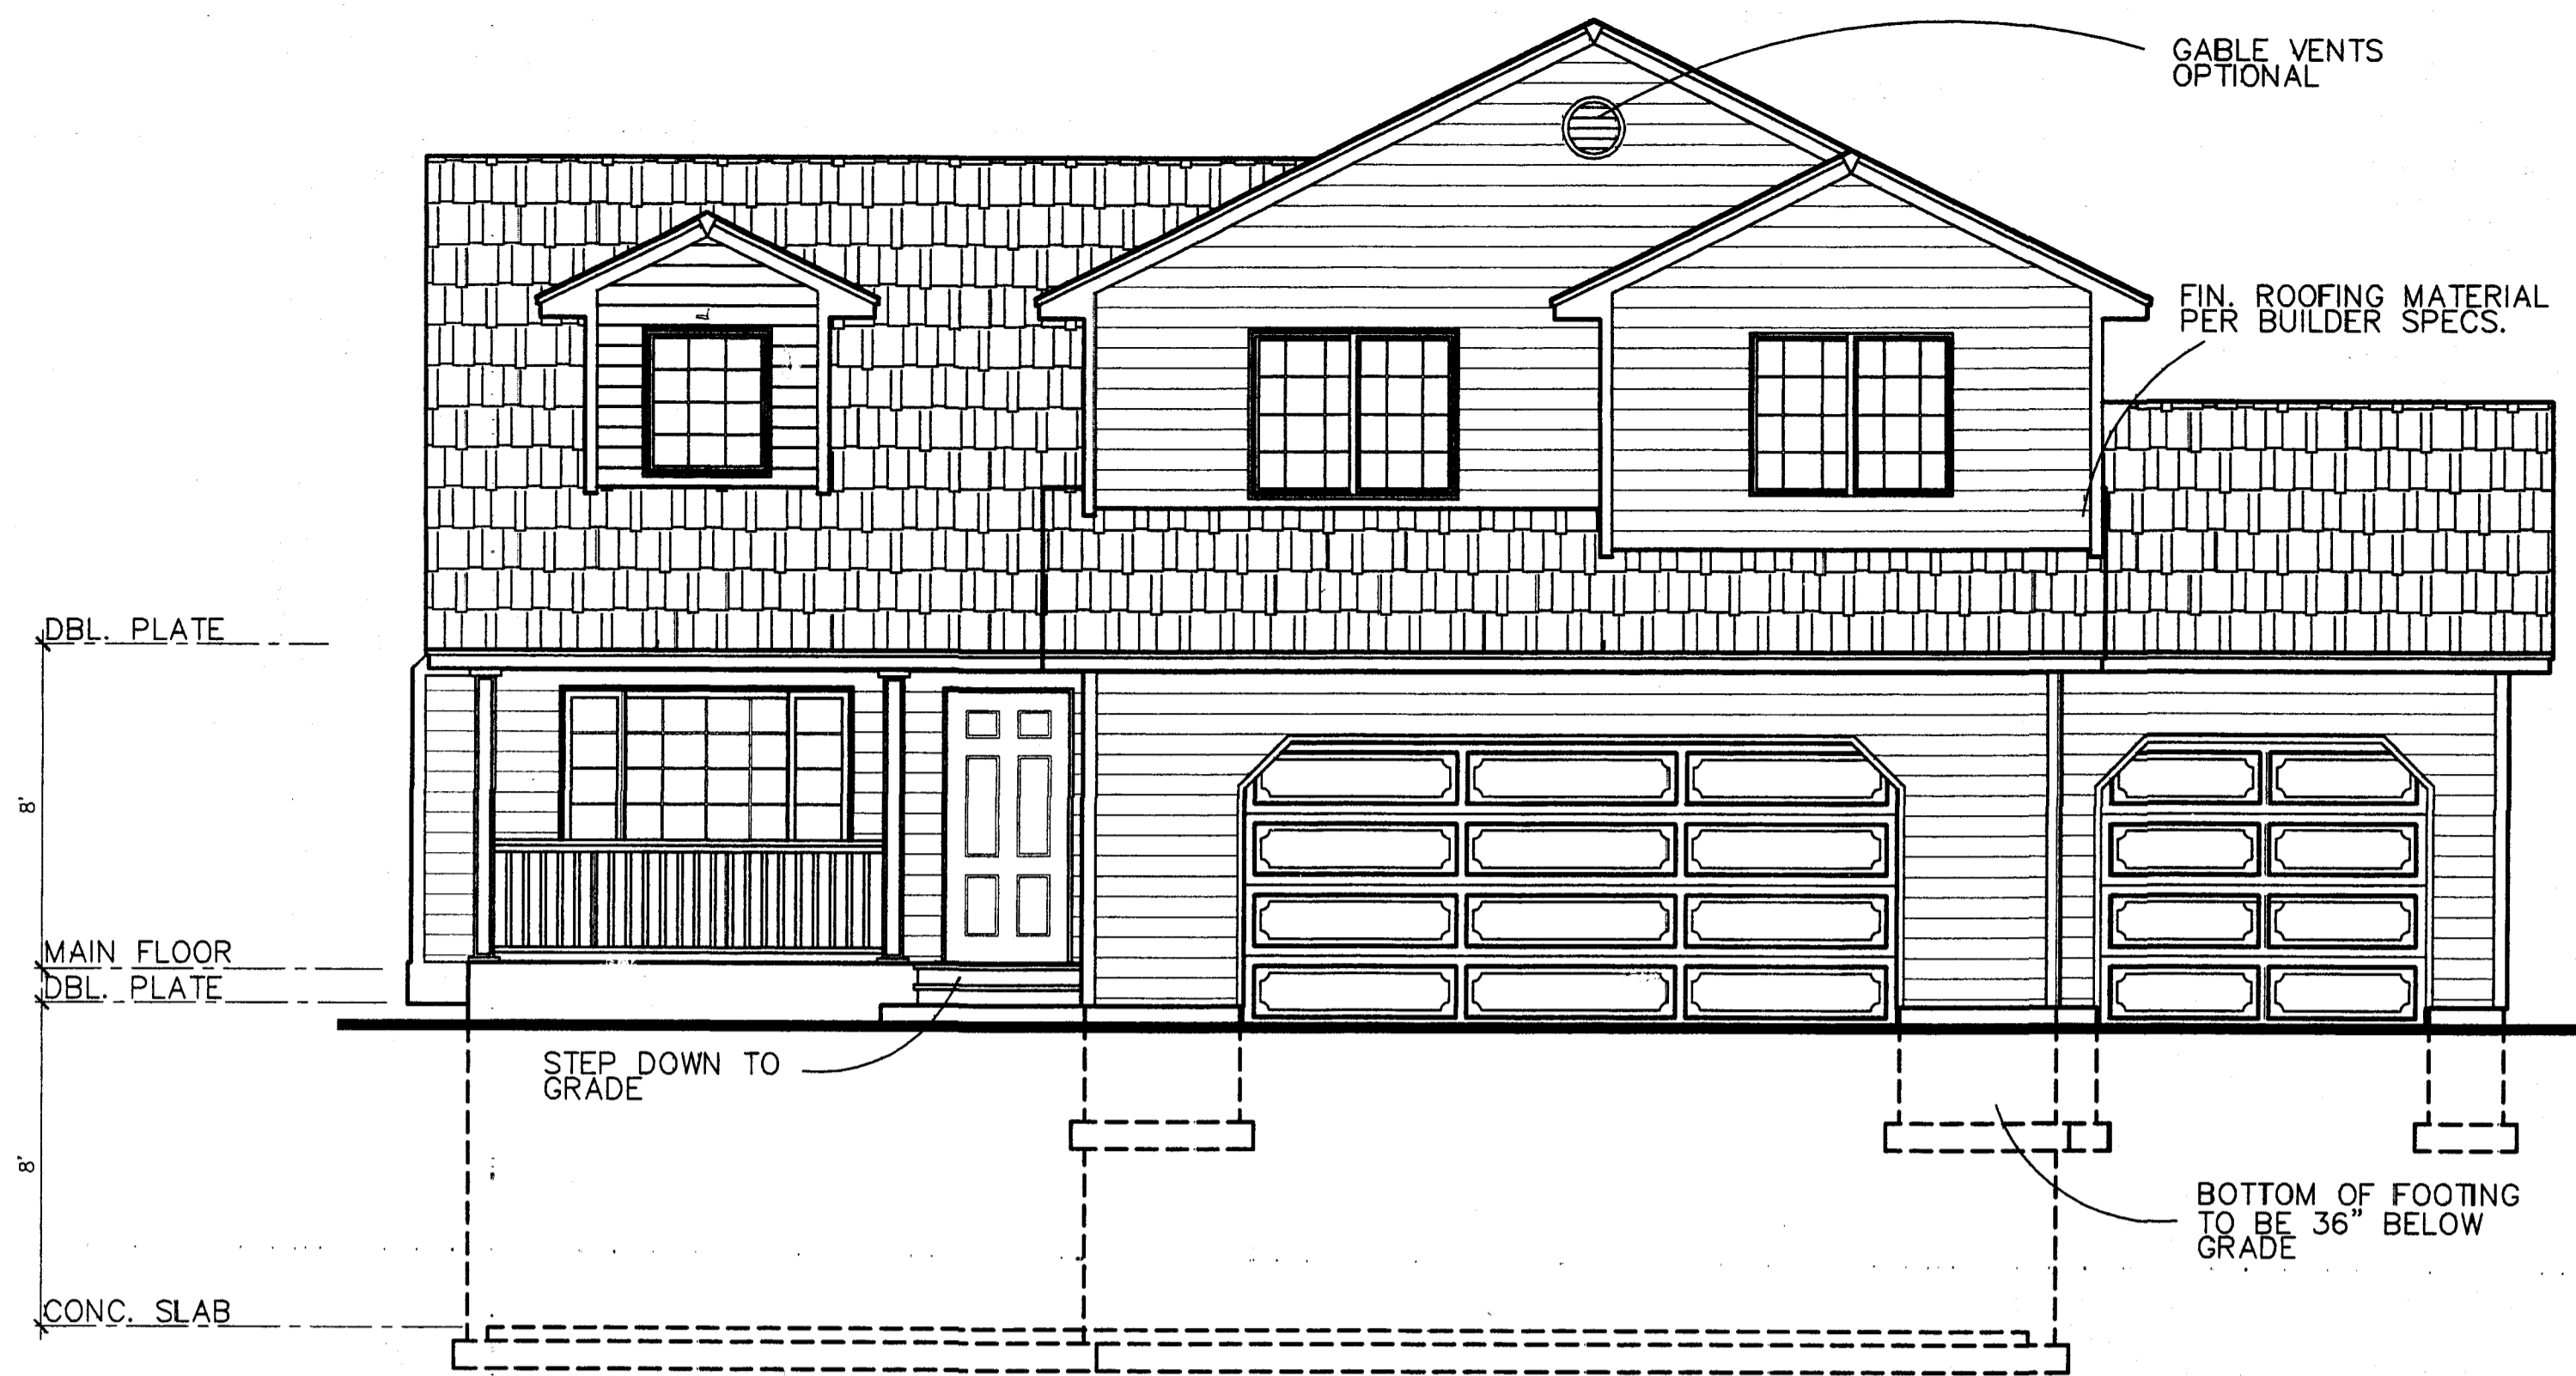 GABLE VENTS
OPTIONAL
FIN. ROOFING MATERIAL
PER BUILDER SPECS.
DBL. PLATE
8'
MAIN FLOOR
DBL. PLATE
STEP DOWN TO
GRADE
8'
BOTTOM OF FOOTING
TO BE 36" BELOW
GRADE
CONC. SLAB